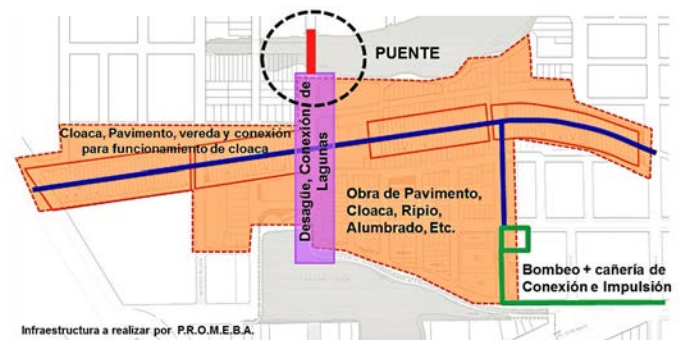 PUENTE
Cloaca, Pavimento, vereda y conexión
para funcionamiento de cloaca
Desagüe, Conexión de
Lagunas
Obra de Pavimento,
Cloaca, Ripio,
Alumbrado, Etc.
Bombeo + cañería de
Conexión e Impulsión
Infraestructura a realizar por P.R.O.M.E.B.A.